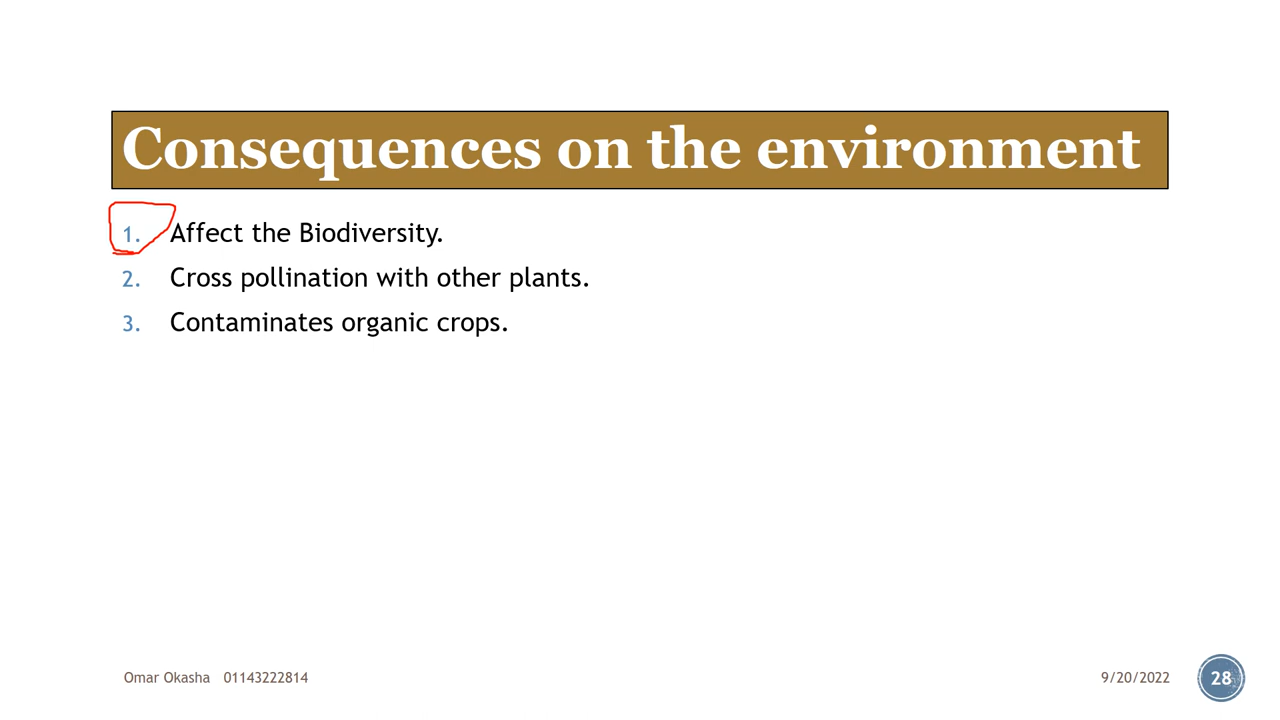 Consequences on the environment
1. Affect the Biodiversity.
2. Cross pollination with other plants.
3. Contaminates organic crops.
Omar Okasha 01143222814 9/20/2022 28